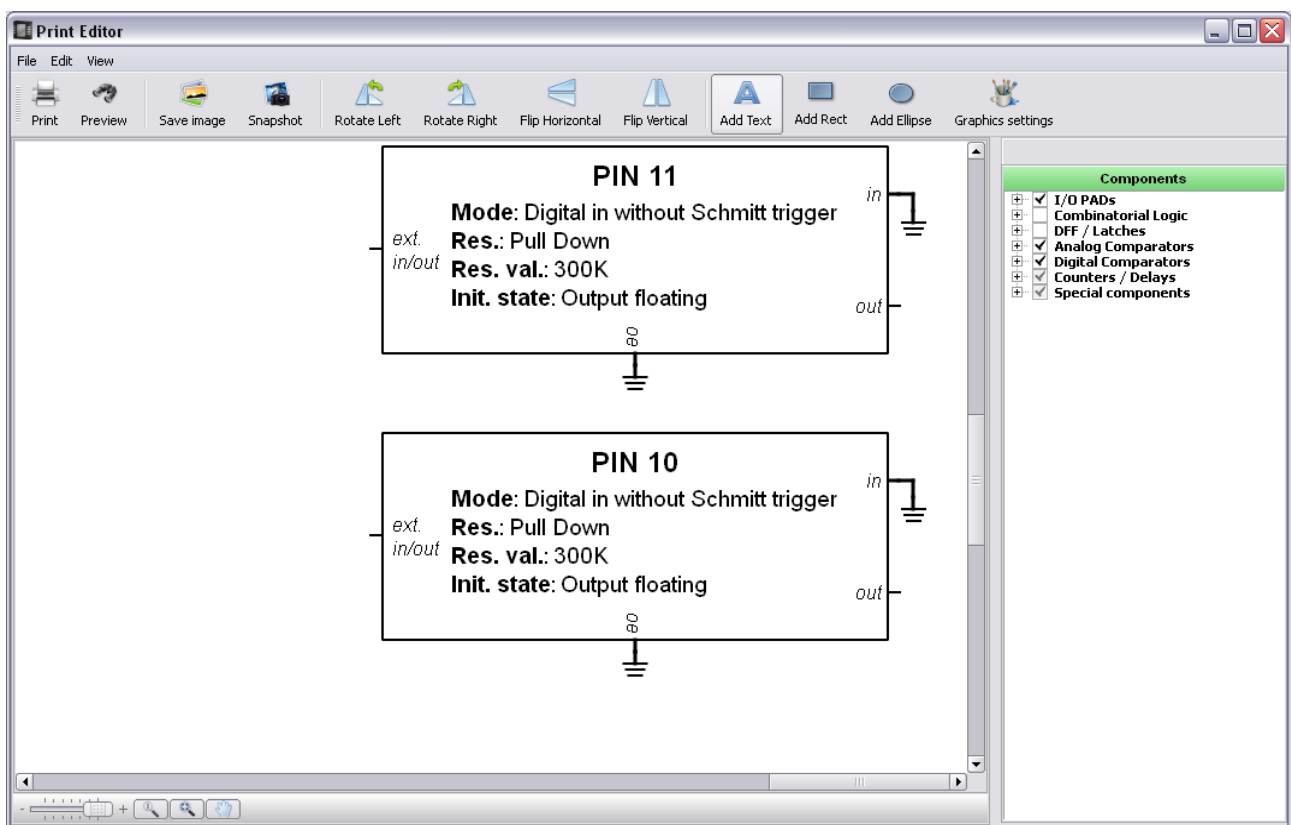 Print Editor
File Edit View
Print Preview Save image Snapshot Rotate Left Rotate Right Flip Horizontal Flip Vertical Add Text Add Rect Add Ellipse Graphics settings
PIN 11
Mode: Digital in without Schmitt trigger
Res.: Pull Down
Res. val.: 300K
Init. state: Output floating
ext.
in/out
in
out
oe
PIN 10
Mode: Digital in without Schmitt trigger
Res.: Pull Down
Res. val.: 300K
Init. state: Output floating
ext.
in/out
in
out
oe
Components
I/O PADs
Combinatorial Logic
DFF / Latches
Analog Comparators
Digital Comparators
Counters / Delays
Special components
- +